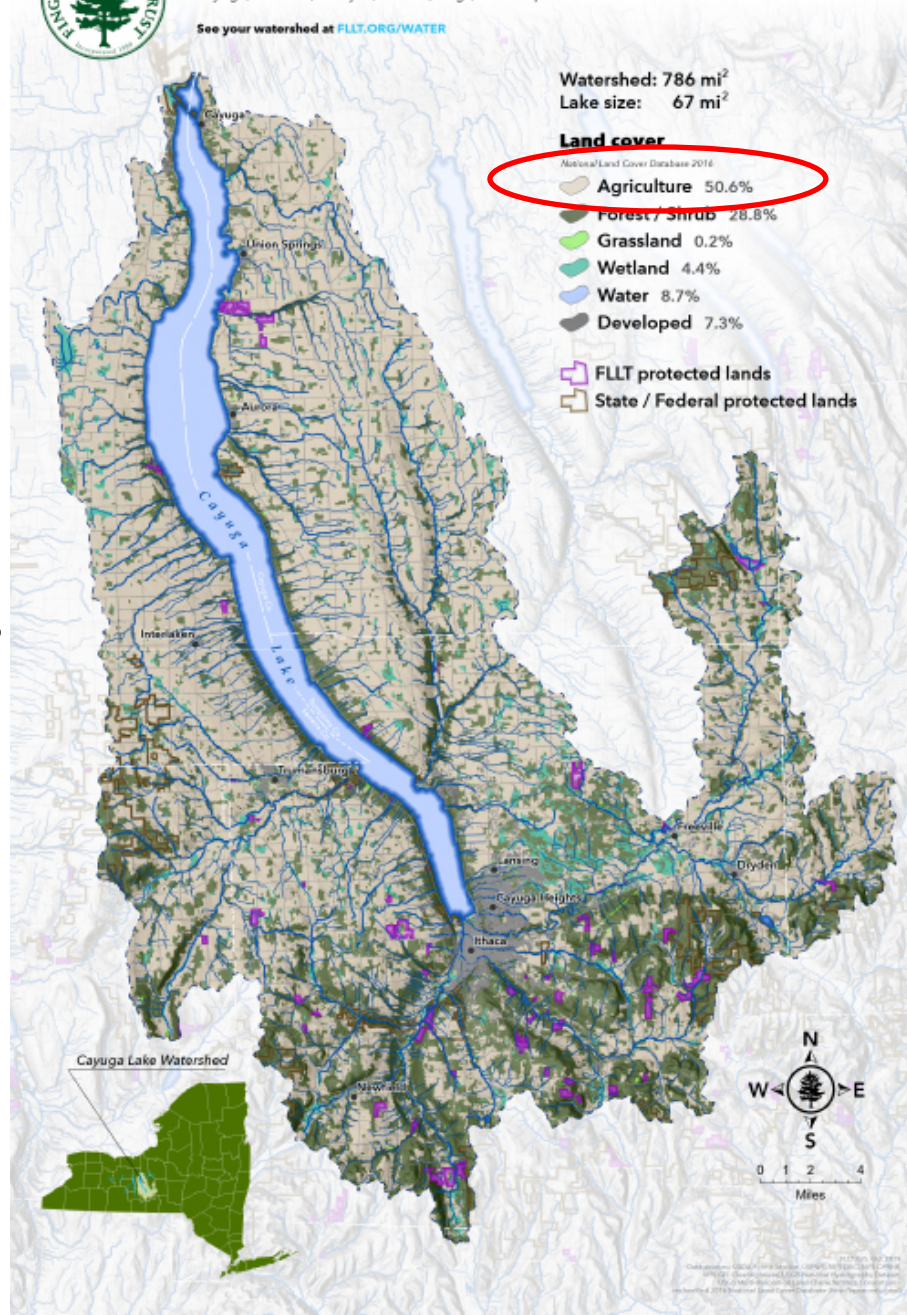 See your watershed at FLLT.ORG/WATER
Watershed: 786 mi²
Lake size: 67 mi²
Land cover
National Land Cover Database 2016
Agriculture 50.6%
Forest / Shrub 28.8%
Grassland 0.2%
Wetland 4.4%
Water 8.7%
Developed 7.3%
FLLT protected lands
State / Federal protected lands
Cayuga
Union Springs
Aurora
Cayuga
Lake
Interlaken
Trumansburg
Freeville
Lansing
Dryden
Cayuga Heights
Ithaca
Newfield
Cayuga Lake Watershed
N
W E
S
0 1 2 4
Miles